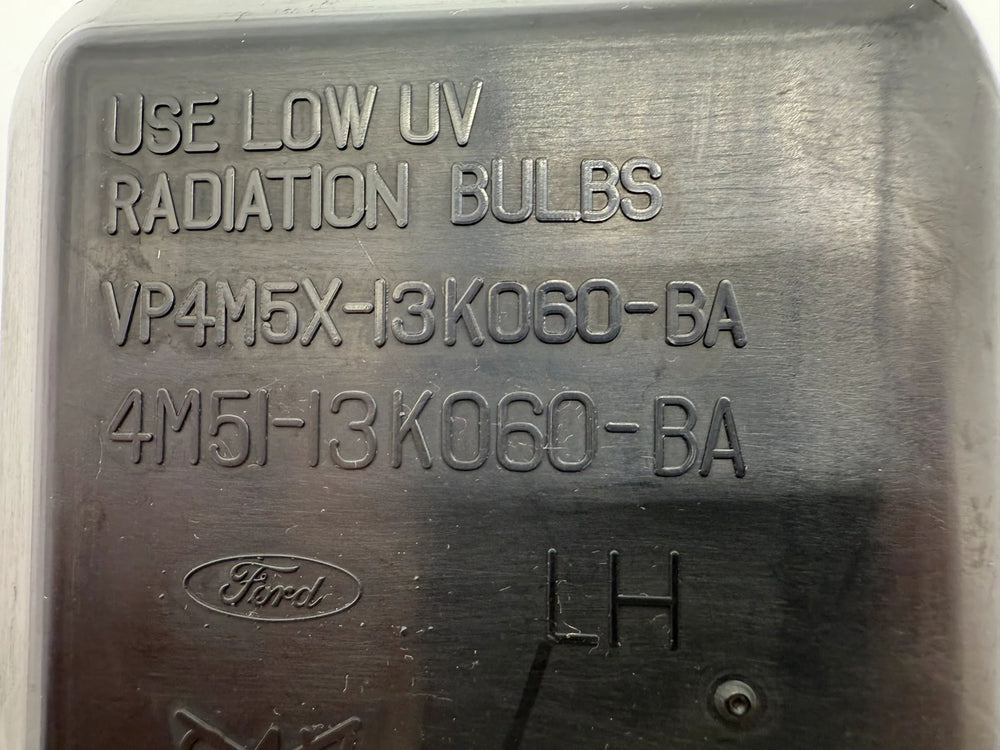 USE LOW UV
RADIATION BULBS
VP4M5X-13K060-BA
4M51-13K060-BA
Ford
LH